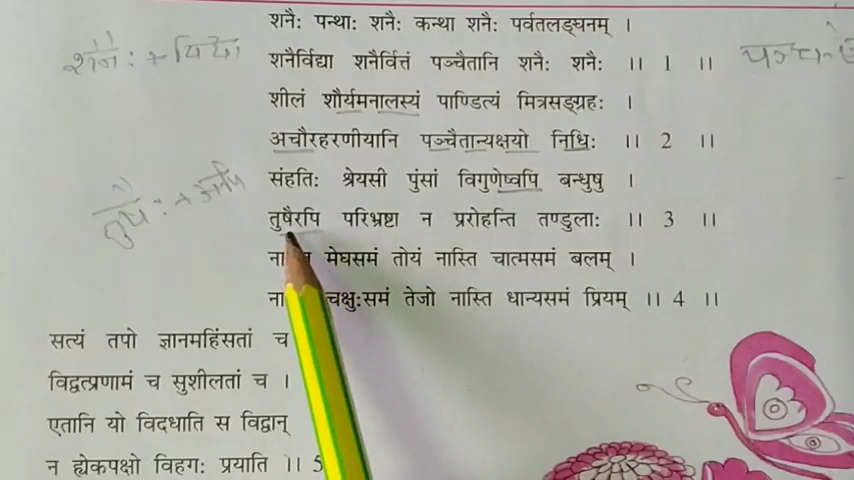 शनैः पन्थाः शनैः कन्था शनैः पर्वतलङ्घनम् ।
शनैर्विद्या शनैर्वित्तं पञ्चैतानि शनैः शनैः ।। 1 ।।
शीलं शौर्यमनालस्यं पाण्डित्यं मित्रसङ्ग्रहः ।
अचौरहरणीयानि पञ्चैतान्यक्षयो निधिः ।। 2 ।।
संहतिः श्रेयसी पुंसां विगुणेष्वपि बन्धुषु ।
तुषैरपि परिभ्रष्टा न प्ररोहन्ति तण्डुलाः ।। 3 ।।
ना मेघसमं तोयं नास्ति चात्मसमं बलम् ।
ना चक्षुःसमं तेजो नास्ति धान्यसमं प्रियम् ।। 4 ।।
सत्यं तपो ज्ञानमहिंसतां च
विद्वत्प्रणामं च सुशीलतां च ।
एतानि यो विदधाति स विद्वान्
न ह्येकपक्षो विहगः प्रयाति ।। 5
शनैः +
तुषैः + अपि